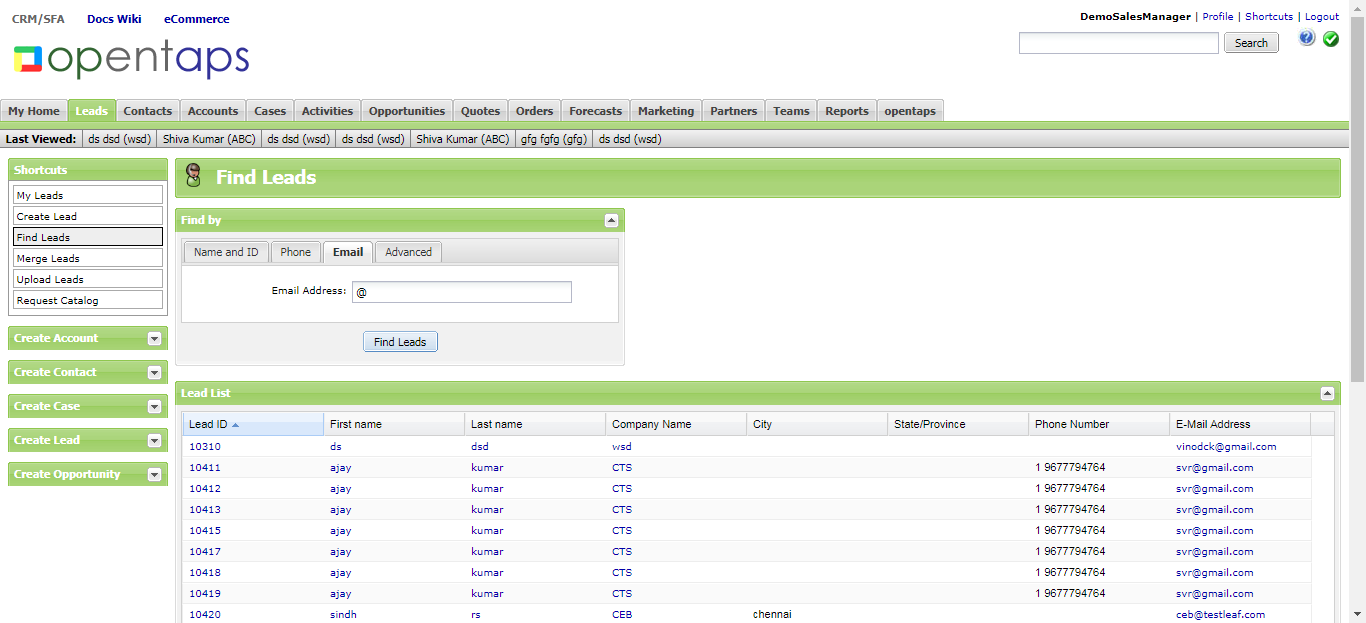 CRM/SFA Docs Wiki eCommerce
DemoSalesManager | Profile | Shortcuts | Logout
opentaps
Search
?
My Home Leads Contacts Accounts Cases Activities Opportunities Quotes Orders Forecasts Marketing Partners Teams Reports opentaps
Last Viewed: ds dsd (wsd) Shiva Kumar (ABC) ds dsd (wsd) ds dsd (wsd) Shiva Kumar (ABC) gfg fgfg (gfg) ds dsd (wsd)
Shortcuts
My Leads
Create Lead
Find Leads
Merge Leads
Upload Leads
Request Catalog
Create Account
Create Contact
Create Case
Create Lead
Create Opportunity
Find Leads
Find by
Name and ID Phone Email Advanced
Email Address: @
Find Leads
Lead List
Lead ID First name Last name Company Name City State/Province Phone Number E-Mail Address
10310 ds dsd wsd vinodck@gmail.com
10411 ajay kumar CTS 1 9677794764 svr@gmail.com
10412 ajay kumar CTS 1 9677794764 svr@gmail.com
10413 ajay kumar CTS 1 9677794764 svr@gmail.com
10415 ajay kumar CTS 1 9677794764 svr@gmail.com
10417 ajay kumar CTS 1 9677794764 svr@gmail.com
10418 ajay kumar CTS 1 9677794764 svr@gmail.com
10419 ajay kumar CTS 1 9677794764 svr@gmail.com
10420 sindh rs CEB chennai ceb@testleaf.com